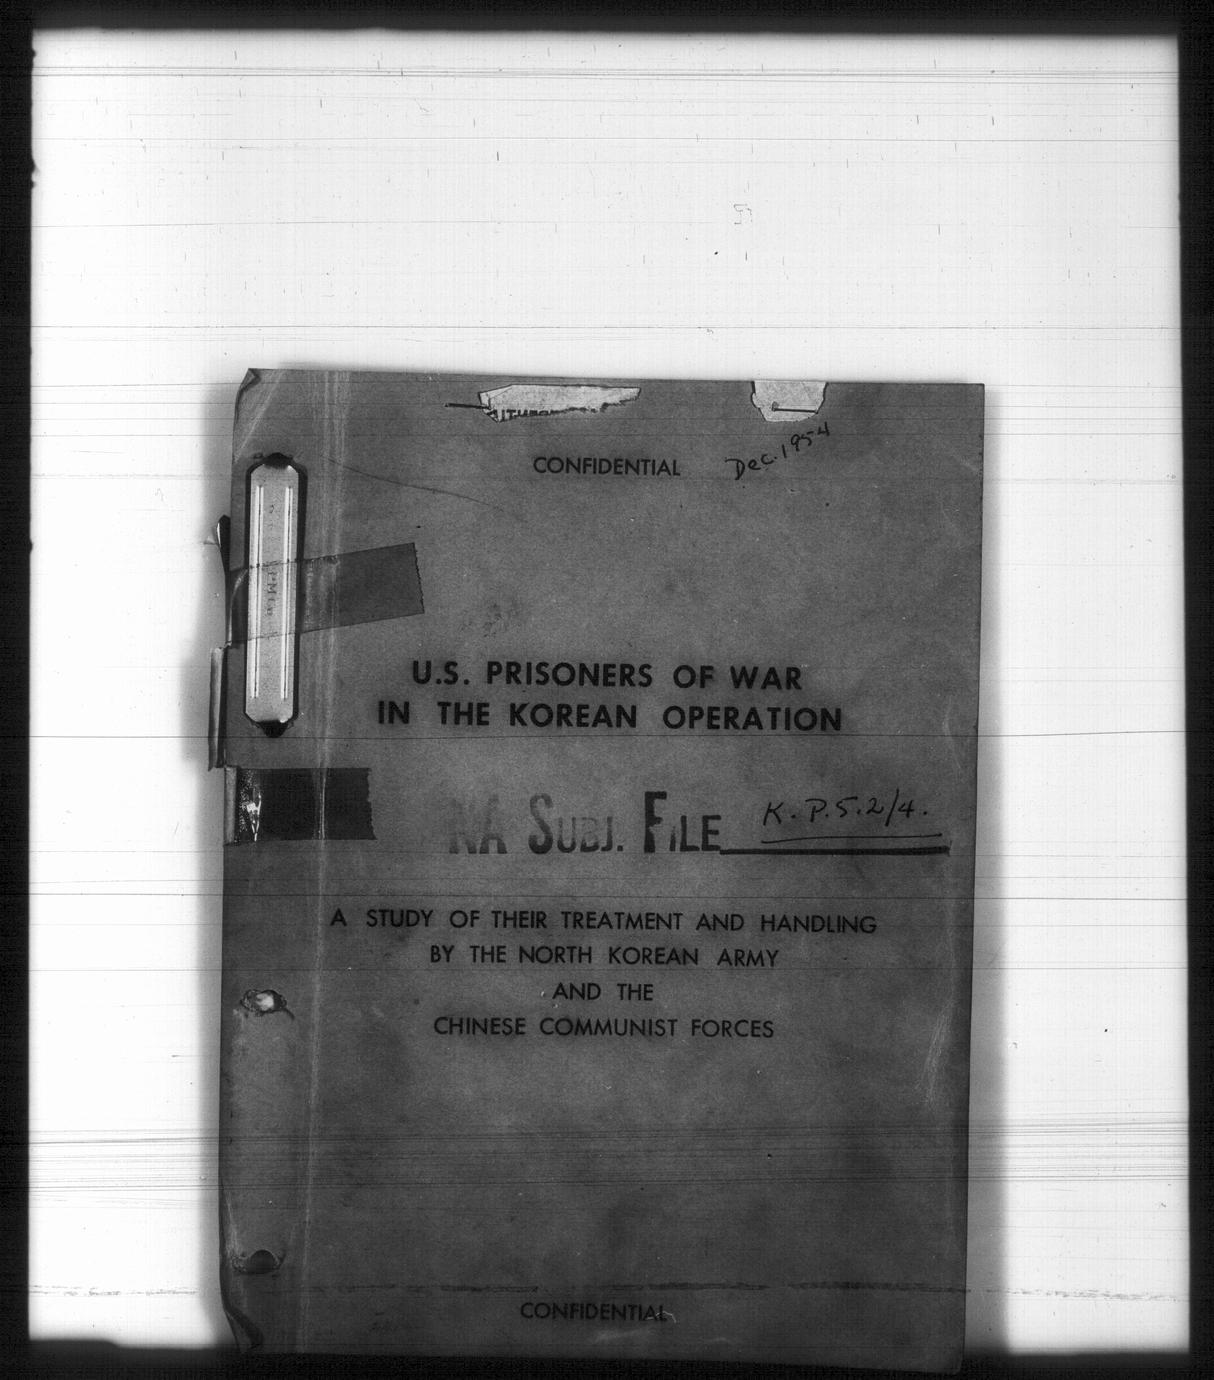 CONFIDENTIAL
Dec. 1954
U.S. PRISONERS OF WAR
IN THE KOREAN OPERATION
NA SUBJ. FILE K.P.5.2/4.
A STUDY OF THEIR TREATMENT AND HANDLING
BY THE NORTH KOREAN ARMY
AND THE
CHINESE COMMUNIST FORCES
CONFIDENTIAL